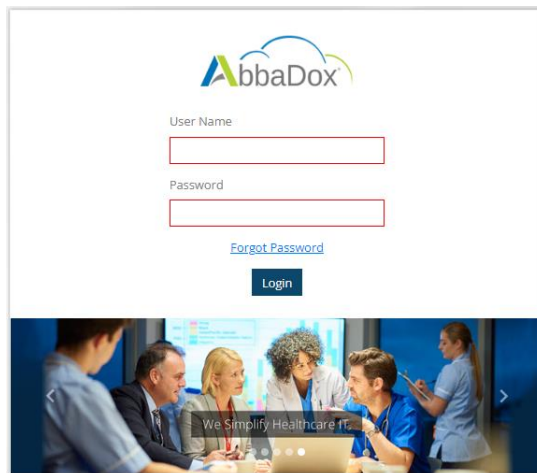 AbbaDox
User Name
Password
Forgot Password
Login
We Simplify Healthcare IT.